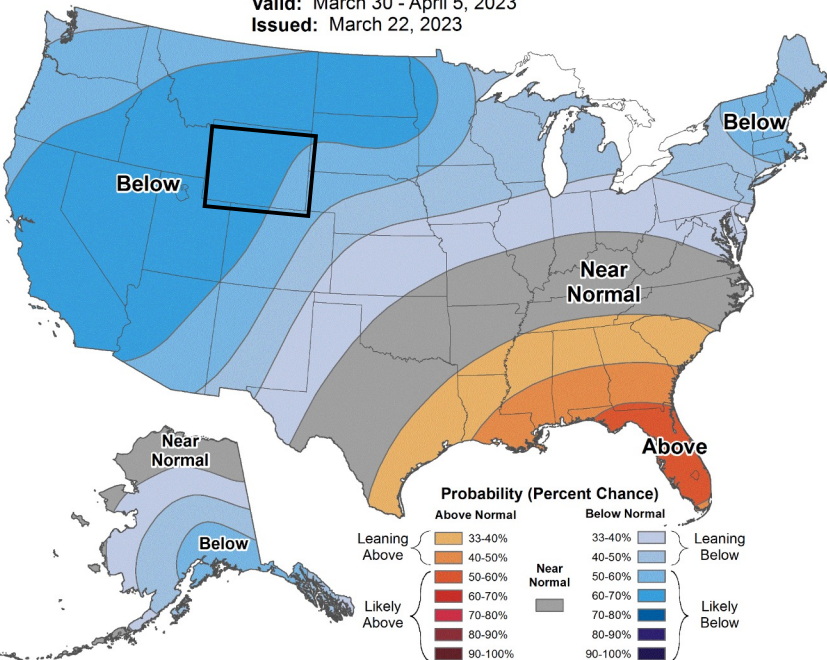 Valid: March 30 - April 5, 2023
Issued: March 22, 2023
Below
Below
Near
Normal
Above
Near
Normal
Below
Probability (Percent Chance)
Above Normal
Below Normal
Leaning
Above
33-40%
40-50%
Likely
Above
50-60%
60-70%
70-80%
80-90%
90-100%
Near
Normal
33-40%
40-50%
Leaning
Below
50-60%
60-70%
70-80%
80-90%
90-100%
Likely
Below